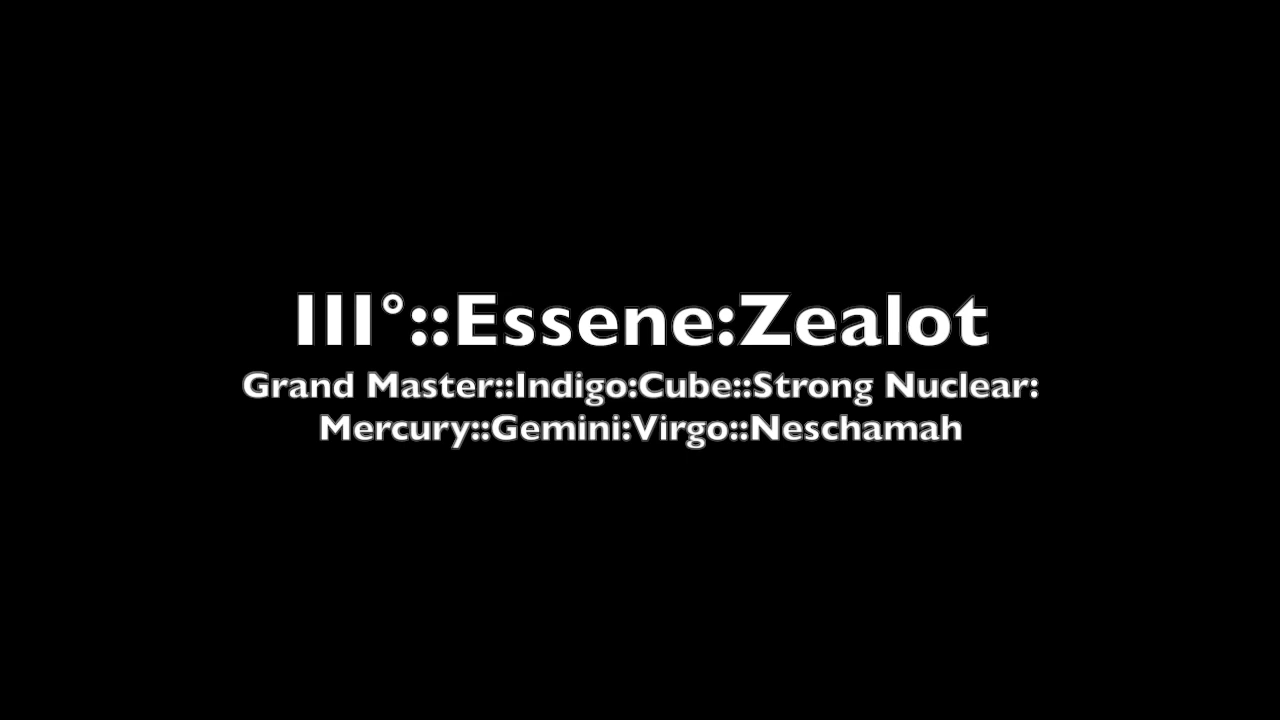 III°::Essene:Zealot
Grand Master::Indigo:Cube::Strong Nuclear:
Mercury::Gemini:Virgo::Neschamah